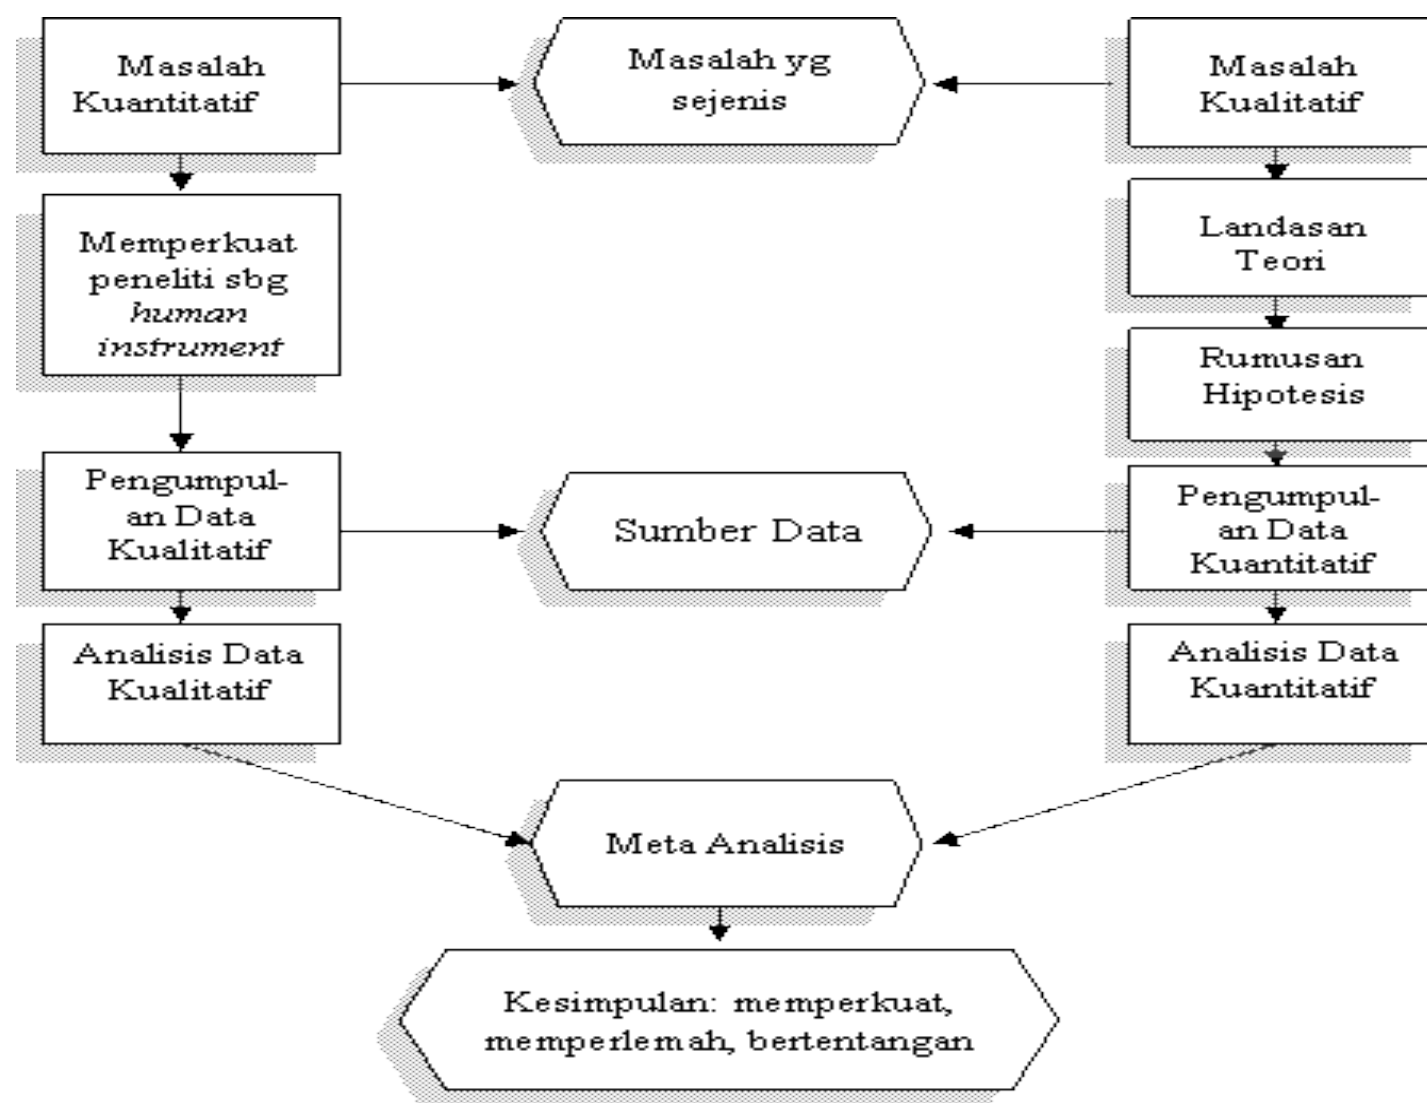 Masalah
Kuantitatif
Masalah yg
sejenis
Masalah
Kualitatif
Memperkuat
peneliti sbg
human
instrument
Landasan
Teori
Rumusan
Hipotesis
Pengumpul-
an Data
Kualitatif
Sumber Data
Pengumpul-
an Data
Kuantitatif
Analisis Data
Kualitatif
Analisis Data
Kuantitatif
Meta Analisis
Kesimpulan: memperkuat,
memperlemah, bertentangan